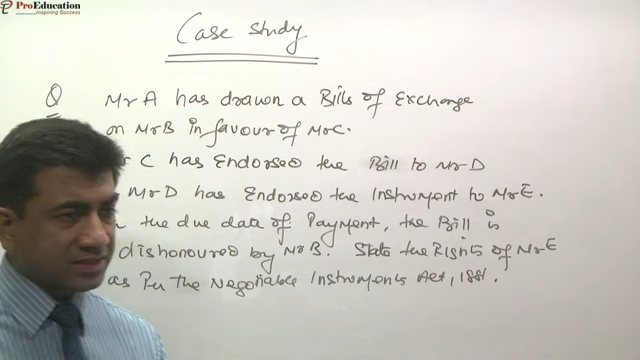 ProEducation
Inspiring Success
Case study
Q Mr A has drawn a Bills of Exchange
on Mr B in favour of Mr C.
C has Endorsed the Bill to Mr D
Mr D has Endorsed the Instrument to Mr E.
the due date of Payment, the Bill is
dishonoured by Mr B. State the Rights of Mr E
as Per The Negotiable Instruments Act, 1881.